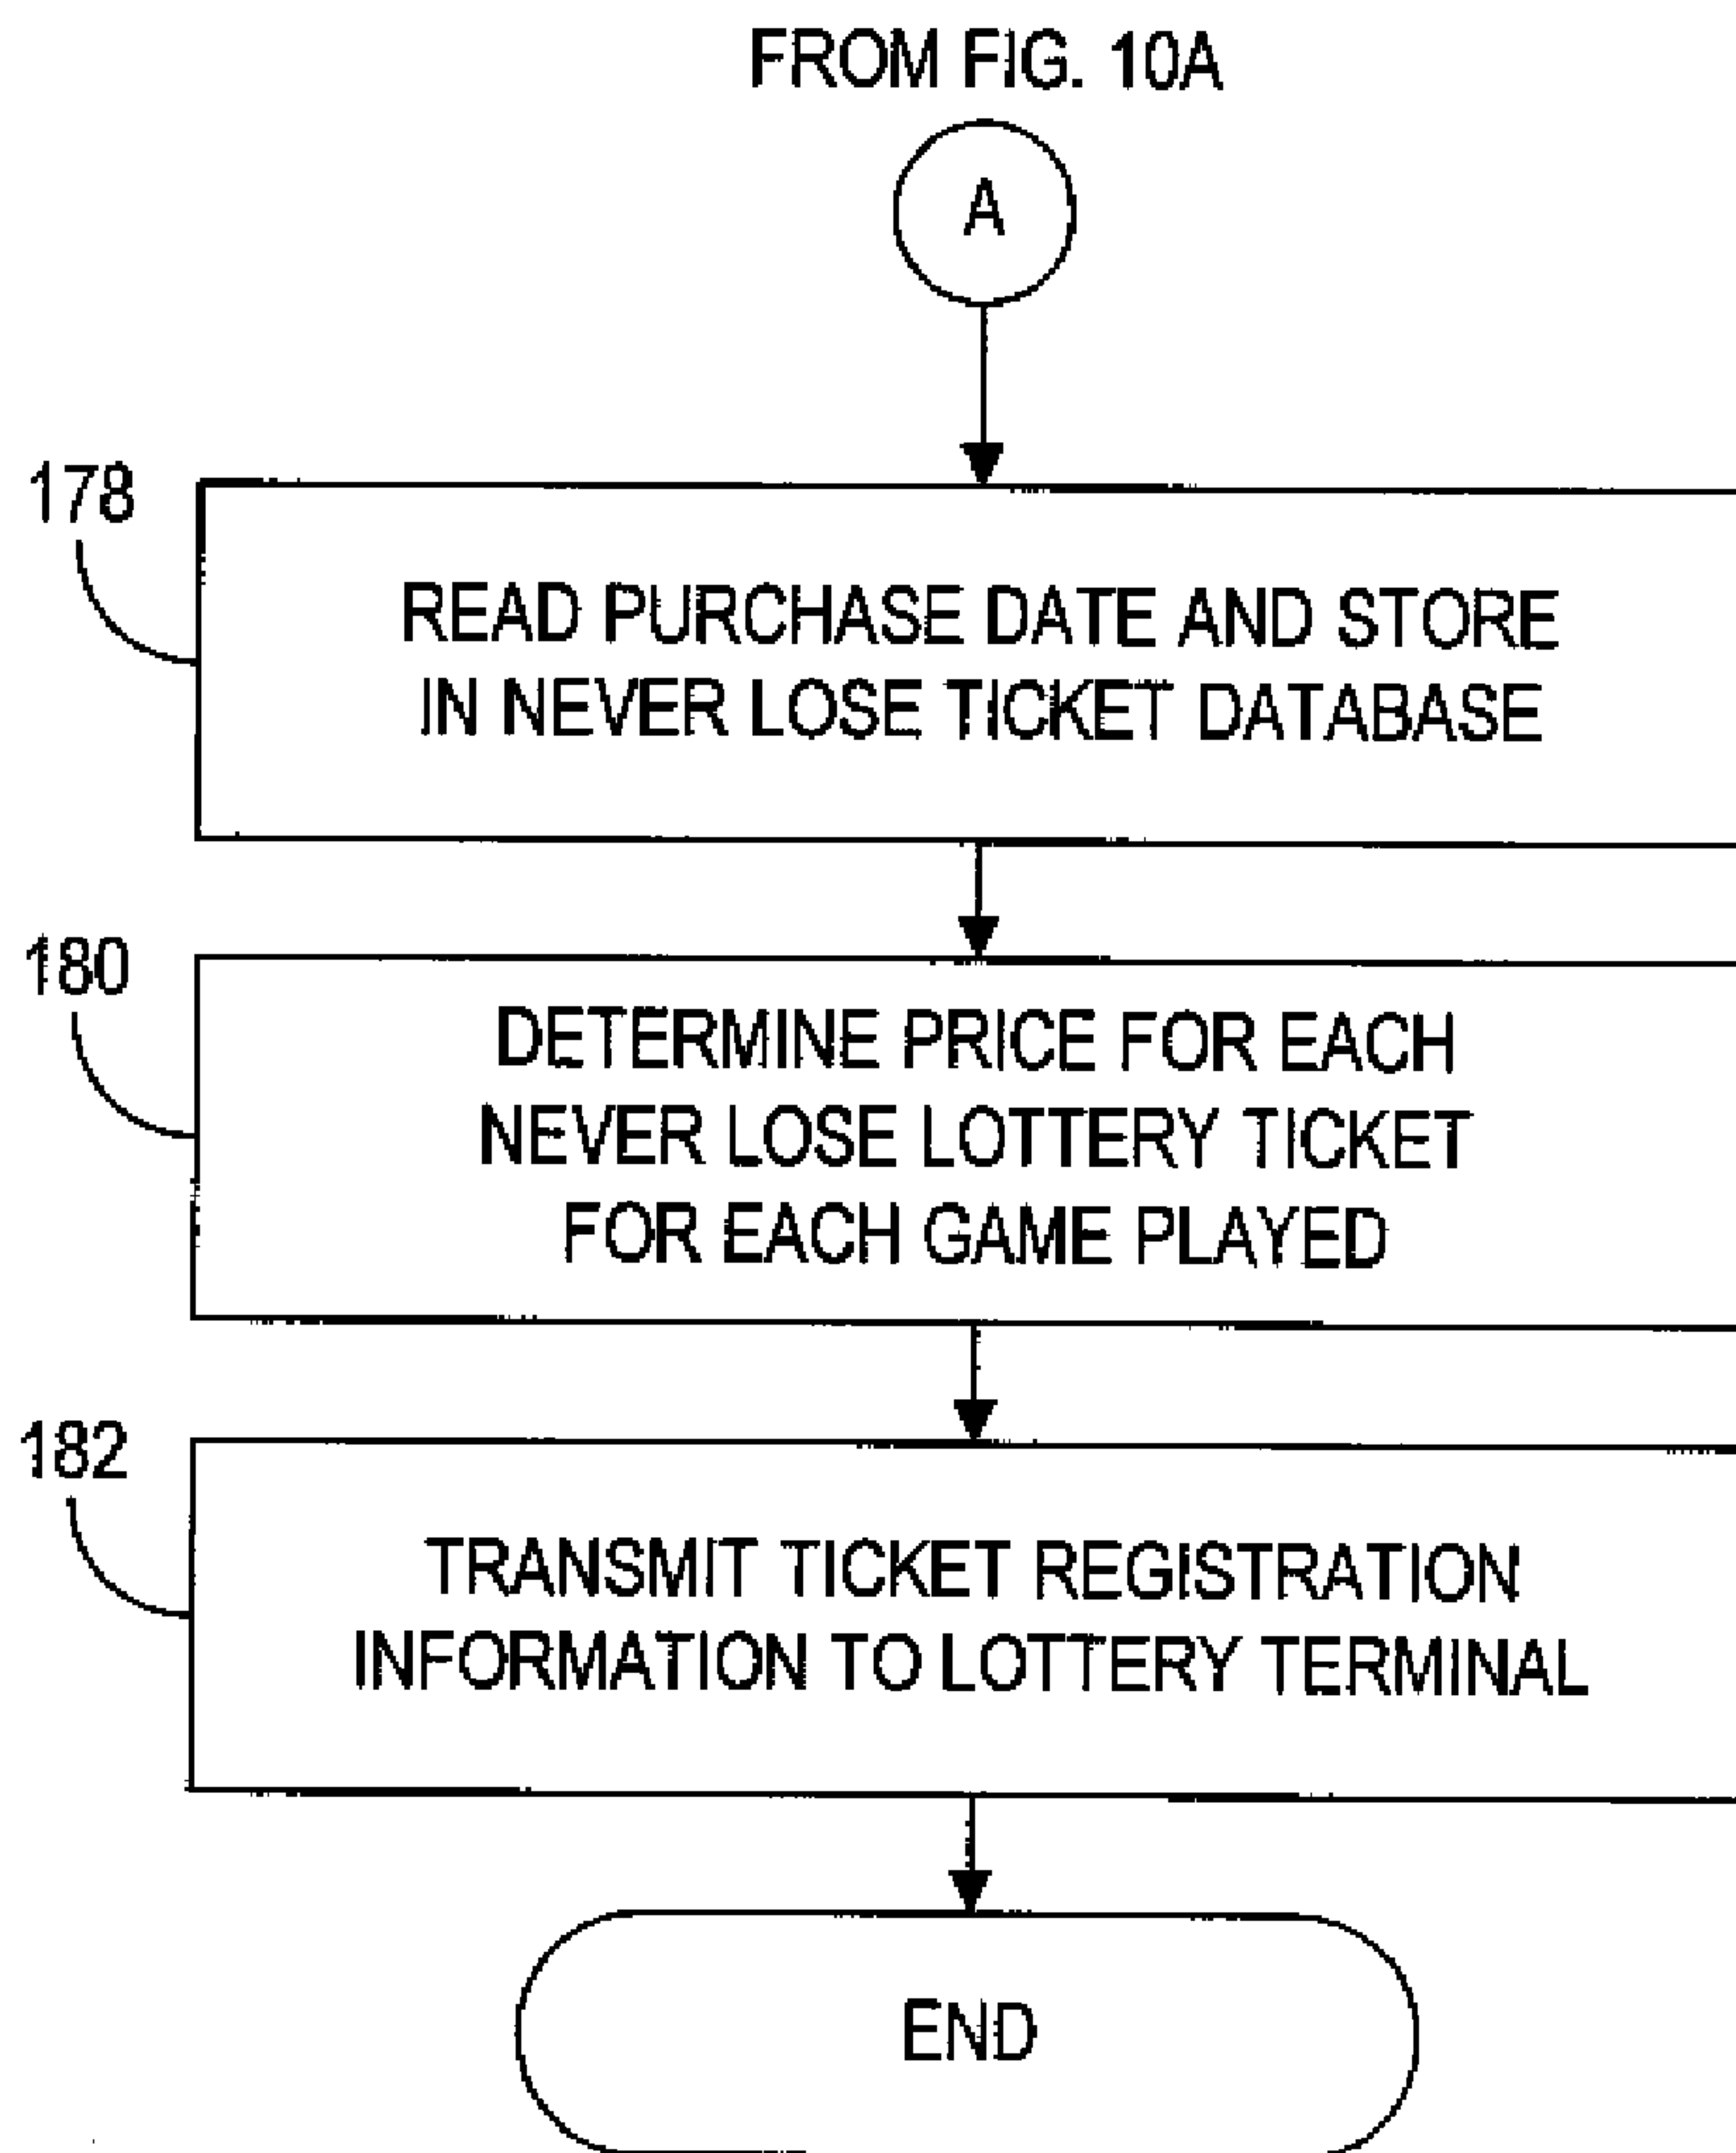 FROM FIG. 10A
A
178
READ PURCHASE DATE AND STORE
IN NEVER LOSE TICKET DATABASE
180
DETERMINE PRICE FOR EACH
NEVER LOSE LOTTERY TICKET
FOR EACH GAME PLAYED
182
TRANSMIT TICKET REGISTRATION
INFORMATION TO LOTTERY TERMINAL
END